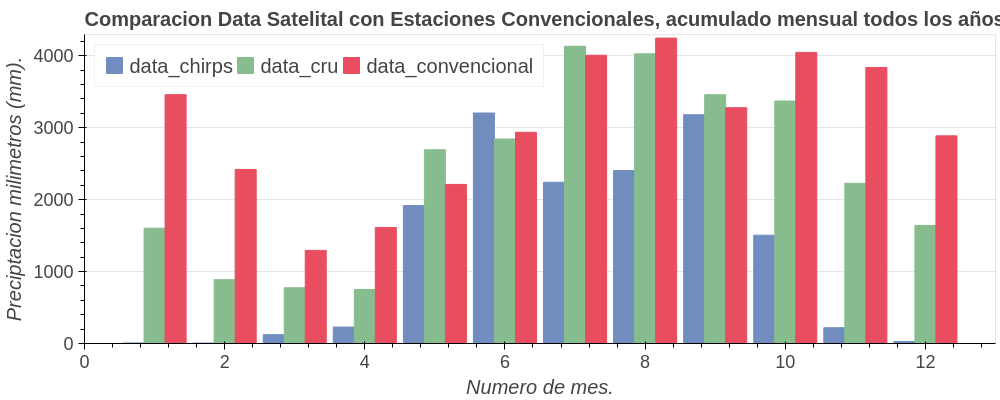 Comparacion Data Satelital con Estaciones Convencionales, acumulado mensual todos los años
data_chirps data_cru data_convencional
Preciptacion milimetros (mm).
4000
3000
2000
1000
0
0 2 4 6 8 10 12
Numero de mes.